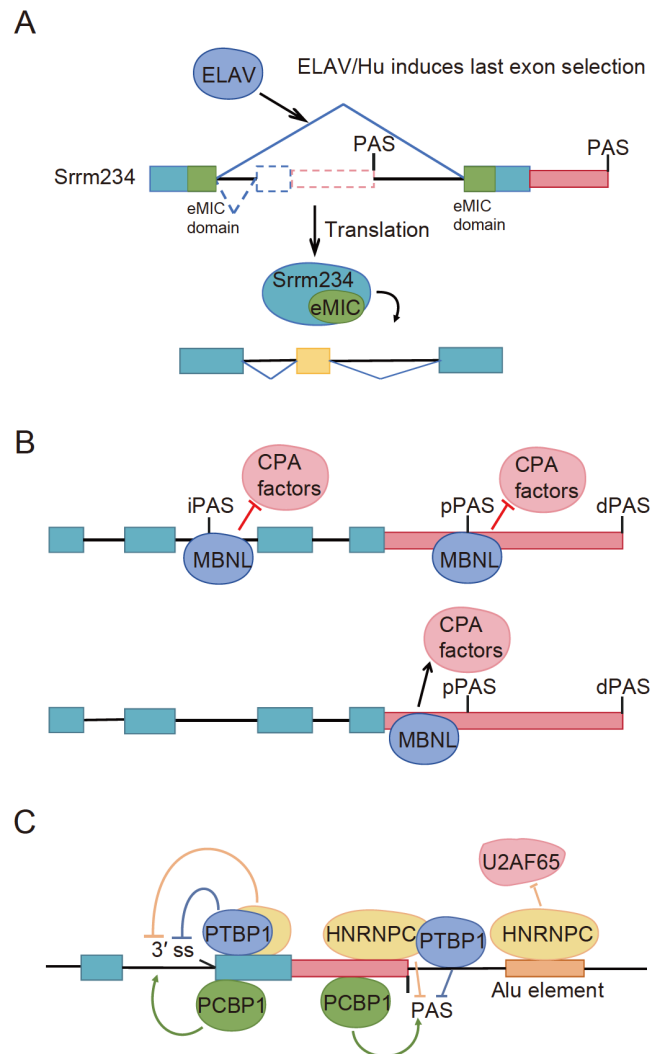 A
ELAV
ELAV/Hu induces last exon selection
PAS
PAS
Srrm234
eMIC
domain
eMIC
domain
Translation
Srrm234
eMIC
B
CPA
factors
CPA
factors
iPAS
pPAS
dPAS
MBNL
MBNL
CPA
factors
pPAS
dPAS
MBNL
C
U2AF65
PTBP1
HNRNPC
PTBP1
HNRNPC
3′ ss
PCBP1
PCBP1
PAS
Alu element